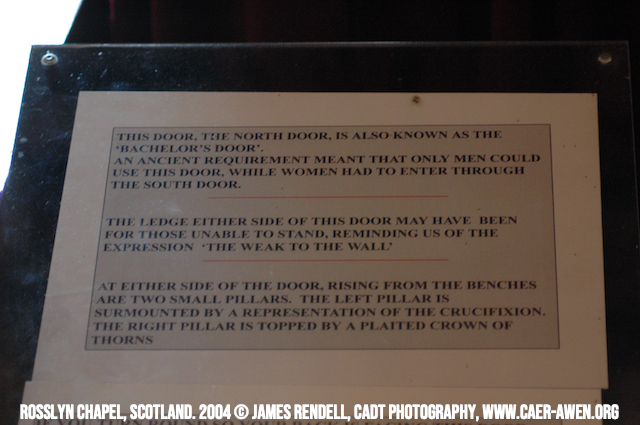 THIS DOOR, THE NORTH DOOR, IS ALSO KNOWN AS THE
'BACHELOR'S DOOR'.
AN ANCIENT REQUIREMENT MEANT THAT ONLY MEN COULD
USE THIS DOOR, WHILE WOMEN HAD TO ENTER THROUGH
THE SOUTH DOOR.
THE LEDGE EITHER SIDE OF THIS DOOR MAY HAVE BEEN
FOR THOSE UNABLE TO STAND, REMINDING US OF THE
EXPRESSION 'THE WEAK TO THE WALL'
AT EITHER SIDE OF THE DOOR, RISING FROM THE BENCHES
ARE TWO SMALL PILLARS. THE LEFT PILLAR IS
SURMOUNTED BY A REPRESENTATION OF THE CRUCIFIXION.
THE RIGHT PILLAR IS TOPPED BY A PLAITED CROWN OF
THORNS
ROSSLYN CHAPEL, SCOTLAND. 2004 © JAMES RENDELL, CADT PHOTOGRAPHY, WWW.CAER-AWEN.ORG